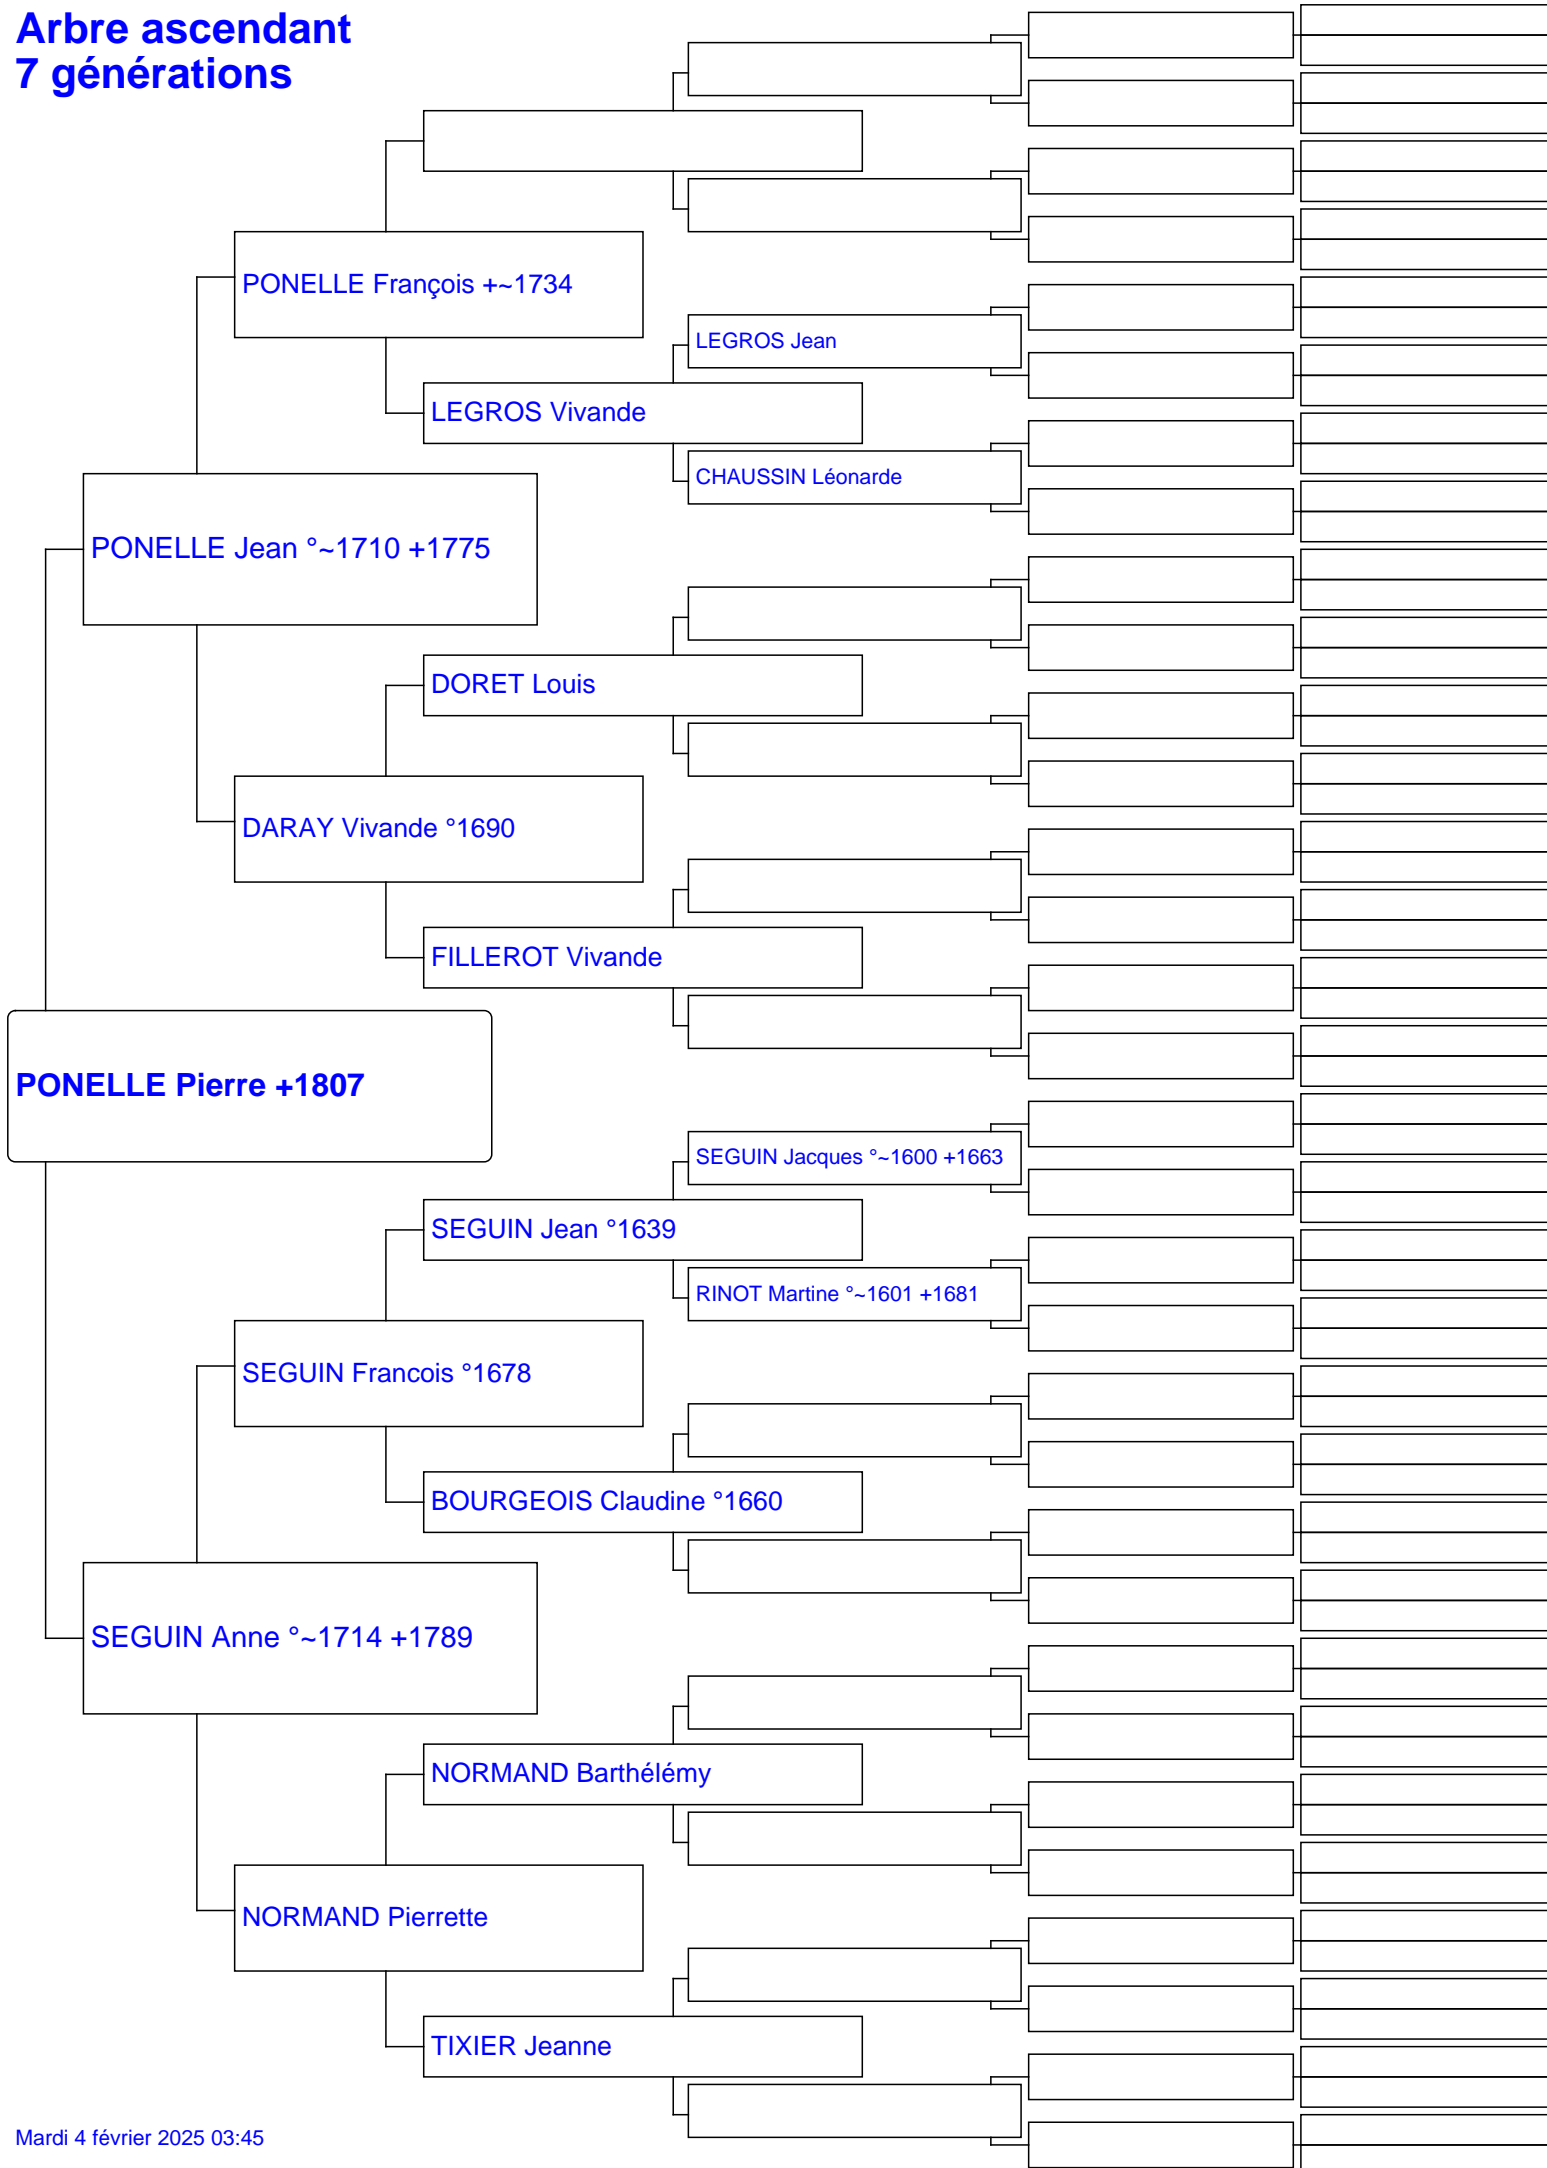 Arbre ascendant
7 générations
PONELLE François +~1734
LEGROS Jean
LEGROS Vivande
CHAUSSIN Léonarde
PONELLE Jean °~1710 +1775
DORET Louis
DARAY Vivande °1690
FILLEROT Vivande
PONELLE Pierre +1807
SEGUIN Jacques °~1600 +1663
SEGUIN Jean °1639
RINOT Martine °~1601 +1681
SEGUIN Francois °1678
BOURGEOIS Claudine °1660
SEGUIN Anne °~1714 +1789
NORMAND Barthélémy
NORMAND Pierrette
TIXIER Jeanne
Mardi 4 février 2025 03:45